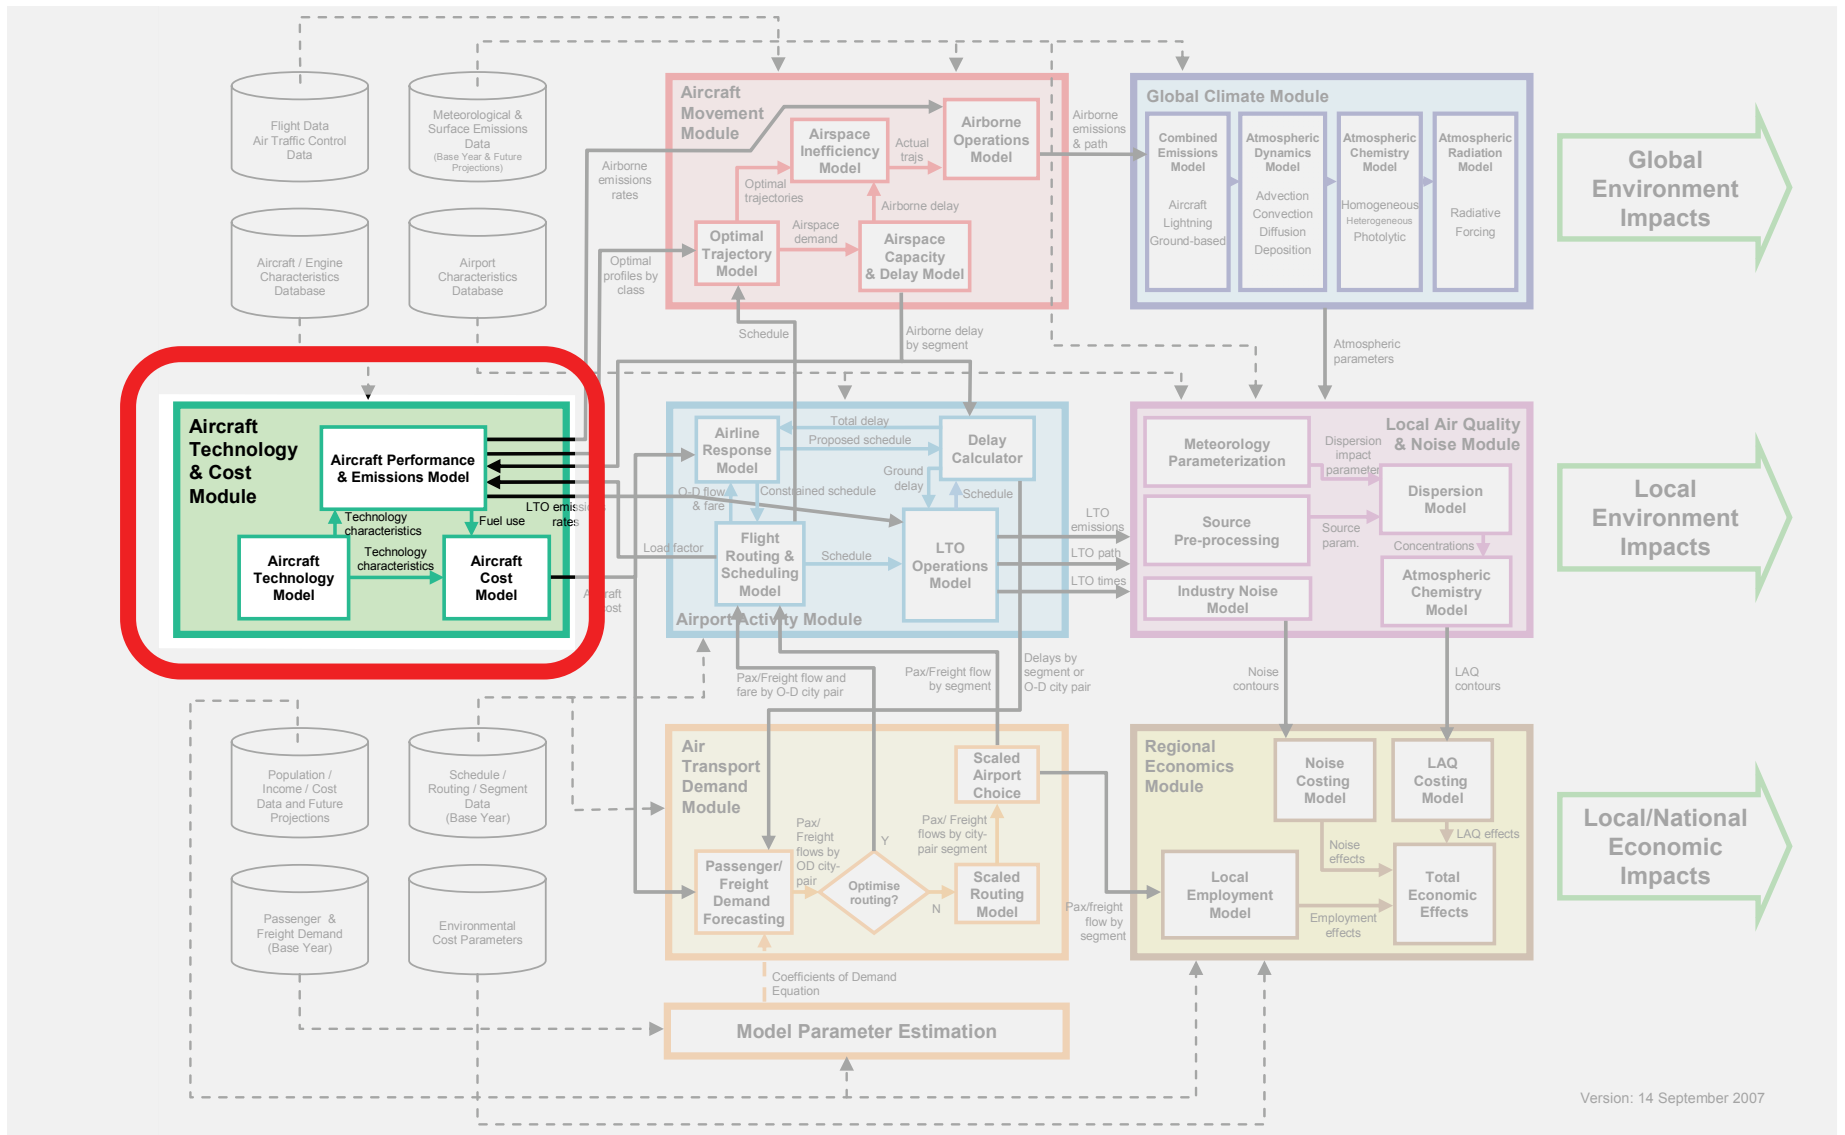 Flight Data
Air Traffic Control
Data
Meteorological &
Surface Emissions
Data
(Base Year & Future
Projections)
Aircraft / Engine
Characteristics
Database
Airport
Characteristics
Database
Aircraft
Movement
Module
Airspace
Inefficiency
Model
Actual
trajs
Airborne
Operations
Model
Optimal
trajectories
Airborne delay
Optimal
Trajectory
Model
Airspace
demand
Airspace
Capacity
& Delay Model
Airborne
emissions
rates
Optimal
profiles by
class
Airborne
emissions
& path
Global Climate Module
Combined
Emissions
Model
Aircraft
Lightning
Ground-based
Atmospheric
Dynamics
Model
Advection
Convection
Diffusion
Deposition
Atmospheric
Chemistry
Model
Homogeneous
Heterogeneous
Photolytic
Atmospheric
Radiation Model
Radiative
Forcing
Global
Environment
Impacts
Schedule
Airborne delay
by segment
Atmospheric
parameters
Aircraft
Technology
& Cost
Module
Aircraft Performance
& Emissions Model
Technology
characteristics
Fuel use
LTO emissions
rates
Aircraft
Technology
Model
Technology
characteristics
Aircraft
Cost
Model
Aircraft
cost
Load factor
Airline
Response
Model
Total delay
Proposed schedule
Delay
Calculator
O-D flow
& fare
Constrained schedule
Ground
delay
Schedule
Flight
Routing &
Scheduling
Model
Schedule
LTO
Operations
Model
Airport Activity Module
LTO
emissions
LTO path
LTO times
Local Air Quality
& Noise Module
Meteorology
Parameterization
Dispersion
impact
parameter
Dispersion
Model
Source
Pre-processing
Source
param.
Concentrations
Industry Noise
Model
Atmospheric
Chemistry
Model
Local
Environment
Impacts
Pax/Freight flow and
fare by O-D city pair
Pax/Freight flow
by segment
Delays by
segment or
O-D city pair
Noise
contours
LAQ
contours
Population /
Income / Cost
Data and Future
Projections
Schedule /
Routing / Segment
Data
(Base Year)
Passenger &
Freight Demand
(Base Year)
Environmental
Cost Parameters
Air
Transport
Demand
Module
Scaled
Airport
Choice
Pax/
Freight
flows by
OD city-
pair
Y
Pax/ Freight
flows by city-
pair segment
Passenger/
Freight
Demand
Forecasting
Optimise
routing?
N
Scaled
Routing
Model
Coefficients of Demand
Equation
Model Parameter Estimation
Pax/freight
flow by
segment
Regional
Economics
Module
Noise
Costing
Model
LAQ
Costing
Model
Noise
effects
LAQ effects
Local
Employment
Model
Employment
effects
Total
Economic
Effects
Local/National
Economic
Impacts
Version: 14 September 2007